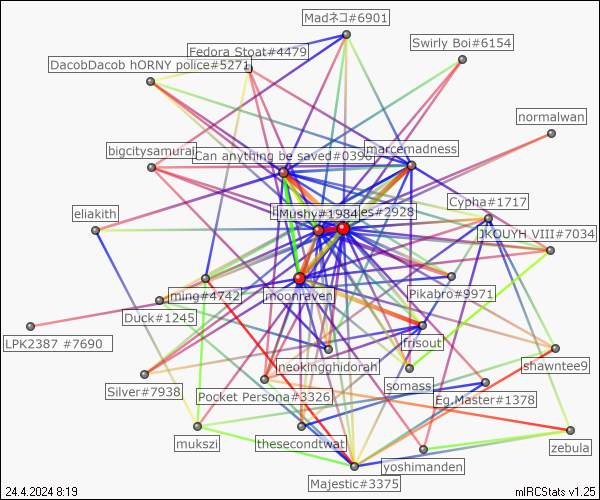 Madネコ#6901
Swirly Boi#6154
Fedora Stoat#4479
DacobDacob hORNY police#5271
normalwan
marcemadness
bigcitysamurai
Can anything be saved#0396
Cypha#1717
Mushy#1984
es#2928
eliakith
JKOUYH VIII#7034
ming#4742
moonraven
Pikabro#9971
Duck#1245
LPK2387 #7690
frisout
neokingghidorah
shawntee9
somass
Silver#7938
Pocket Persona#3326
Eg.Master#1378
mukszi
thesecondtwat
zebula
yoshimanden
Majestic#3375
24.4.2024 8:19
mIRCStats v1.25